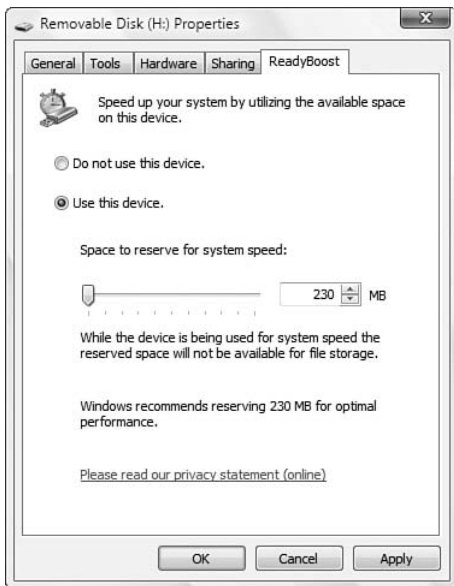 Removable Disk (H:) Properties
X
General Tools Hardware Sharing ReadyBoost
Speed up your system by utilizing the available space
on this device.
Do not use this device.
Use this device.
Space to reserve for system speed:
230 MB
While the device is being used for system speed the
reserved space will not be available for file storage.
Windows recommends reserving 230 MB for optimal
performance.
Please read our privacy statement (online)
OK Cancel Apply